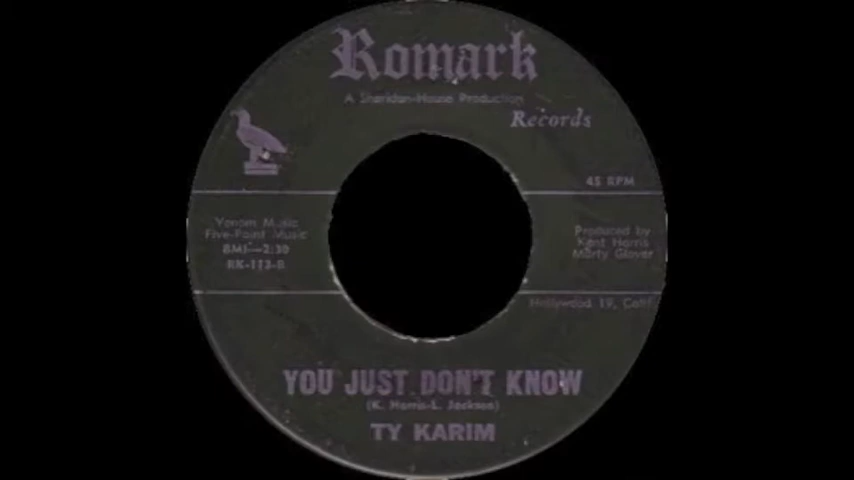 Romark
A Sheridan-House Production
Records
45 RPM
Yonom Music
Five-Point Music
BMI-2:30
RK-113-B
Produced by
Kent Harris
Marty Glover
Hollywood 19, Calif
YOU JUST DON'T KNOW
(K. Harris-L. Jackson)
TY KARIM